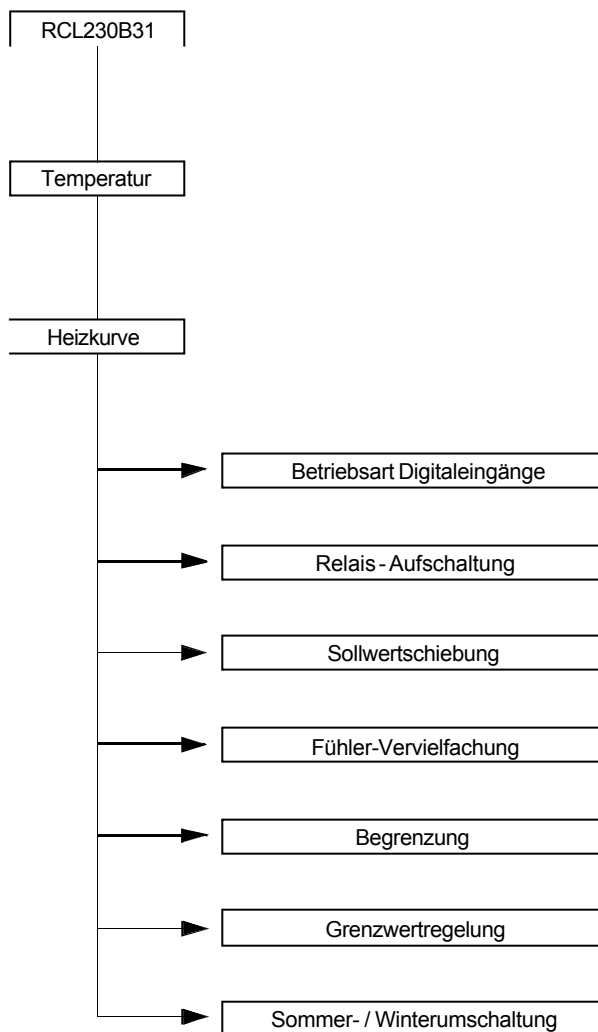 RCL230B31
Temperatur
Heizkurve
Betriebsart Digitaleingänge
Relais - Aufschaltung
Sollwertschiebung
Fühler-Vervielfachung
Begrenzung
Grenzwertregelung
Sommer- / Winterumschaltung